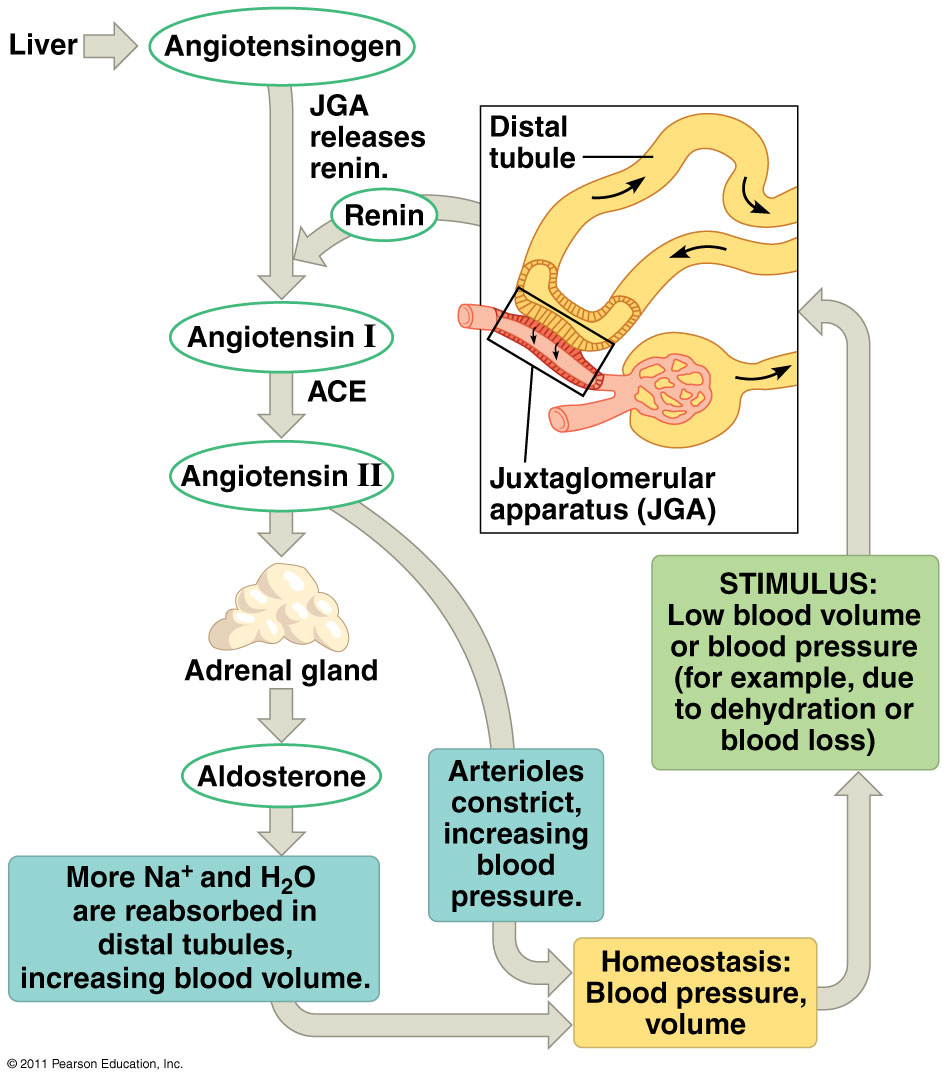 Liver
Angiotensinogen
JGA
releases
renin.
Renin
Distal
tubule
Angiotensin I
ACE
Angiotensin II
Juxtaglomerular
apparatus (JGA)
Adrenal gland
STIMULUS:
Low blood volume
or blood pressure
(for example, due
to dehydration or
blood loss)
Aldosterone
Arterioles
constrict,
increasing
blood
pressure.
More Na⁺ and H₂O
are reabsorbed in
distal tubules,
increasing blood volume.
Homeostasis:
Blood pressure,
volume
© 2011 Pearson Education, Inc.